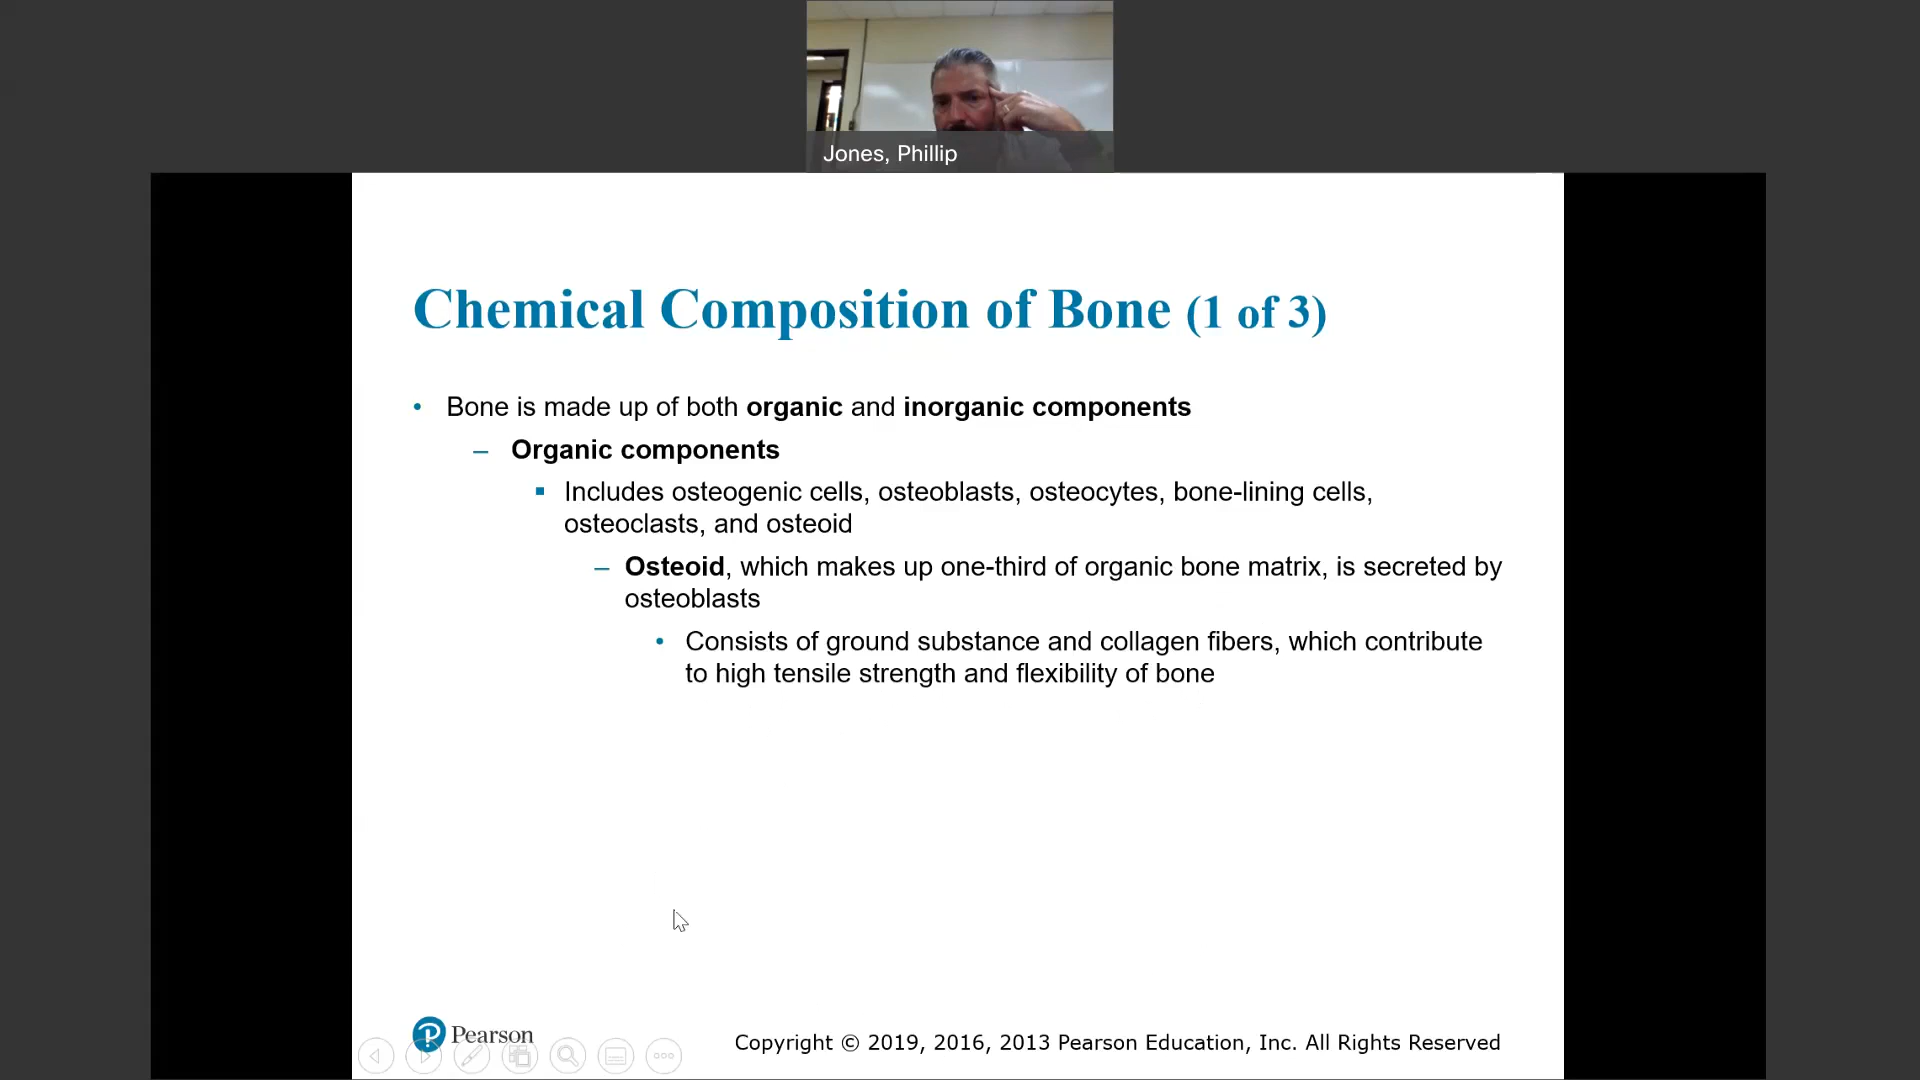 Jones, Phillip
Chemical Composition of Bone (1 of 3)
• Bone is made up of both organic and inorganic components
– Organic components
▪ Includes osteogenic cells, osteoblasts, osteocytes, bone-lining cells,
osteoclasts, and osteoid
– Osteoid, which makes up one-third of organic bone matrix, is secreted by
osteoblasts
• Consists of ground substance and collagen fibers, which contribute
to high tensile strength and flexibility of bone
Pearson
Copyright © 2019, 2016, 2013 Pearson Education, Inc. All Rights Reserved